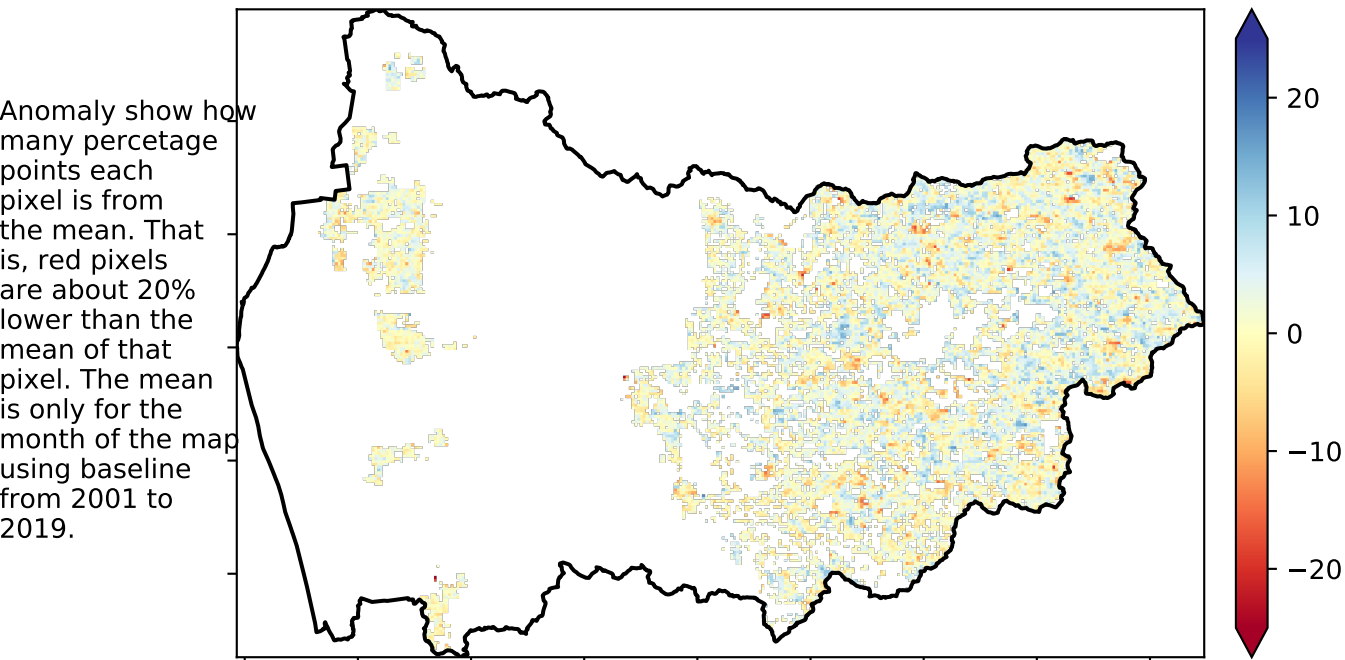 Anomaly show how
many percetage
points each
pixel is from
the mean. That
is, red pixels
are about 20%
lower than the
mean of that
pixel. The mean
is only for the
month of the map
using baseline
from 2001 to
2019.
20
10
0
−10
−20